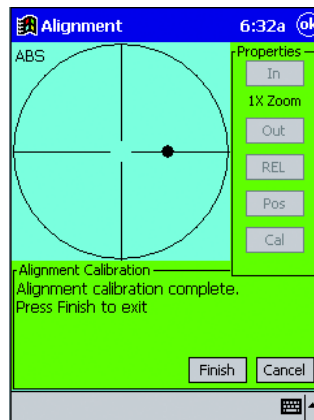 Alignment 6:32a ok
ABS
Properties
In
1X Zoom
Out
REL
Pos
Cal
Alignment Calibration
Alignment calibration complete.
Press Finish to exit
Finish Cancel